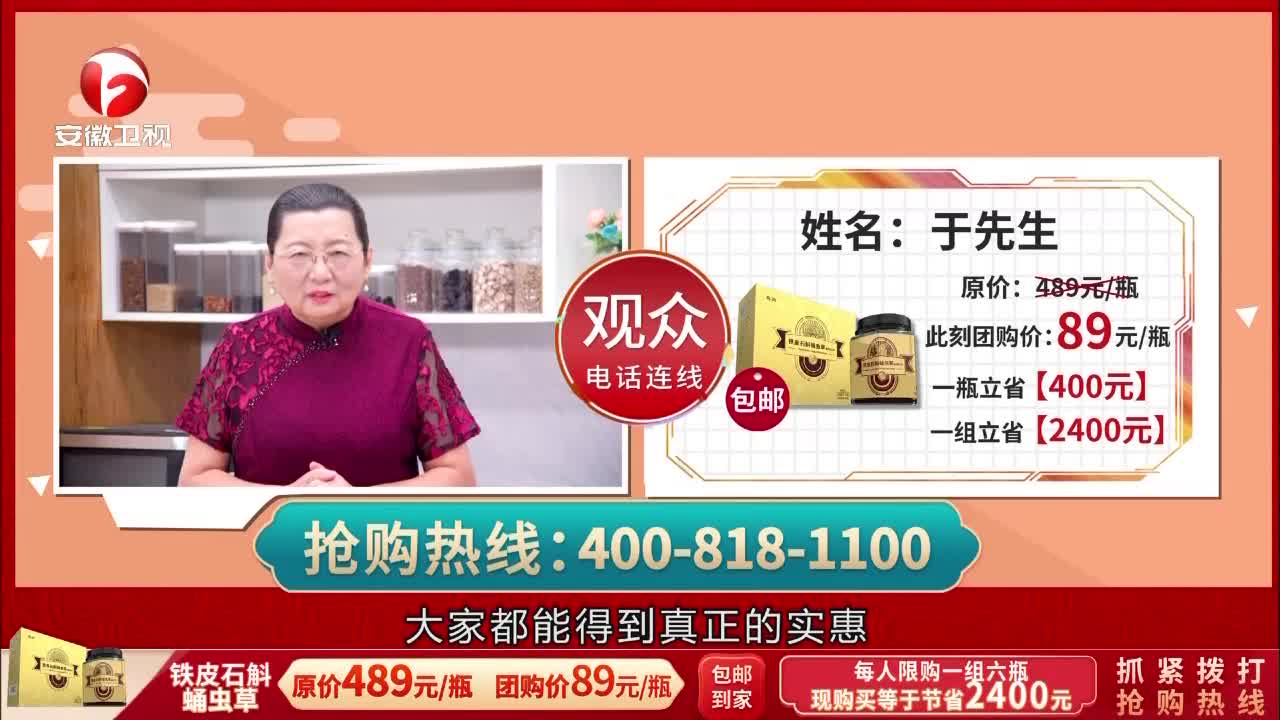 安徽卫视
姓名：于先生
原价：489元/瓶
此刻团购价：89元/瓶
一瓶立省【400元】
一组立省【2400元】
包邮
观众
电话连线
抢购热线：400-818-1100
大家都能得到真正的实惠
铁皮石斛
蛹虫草
原价489元/瓶 团购价89元/瓶
包邮
到家
每人限购一组六瓶
现购买等于节省2400元
抓紧拨打
抢购热线